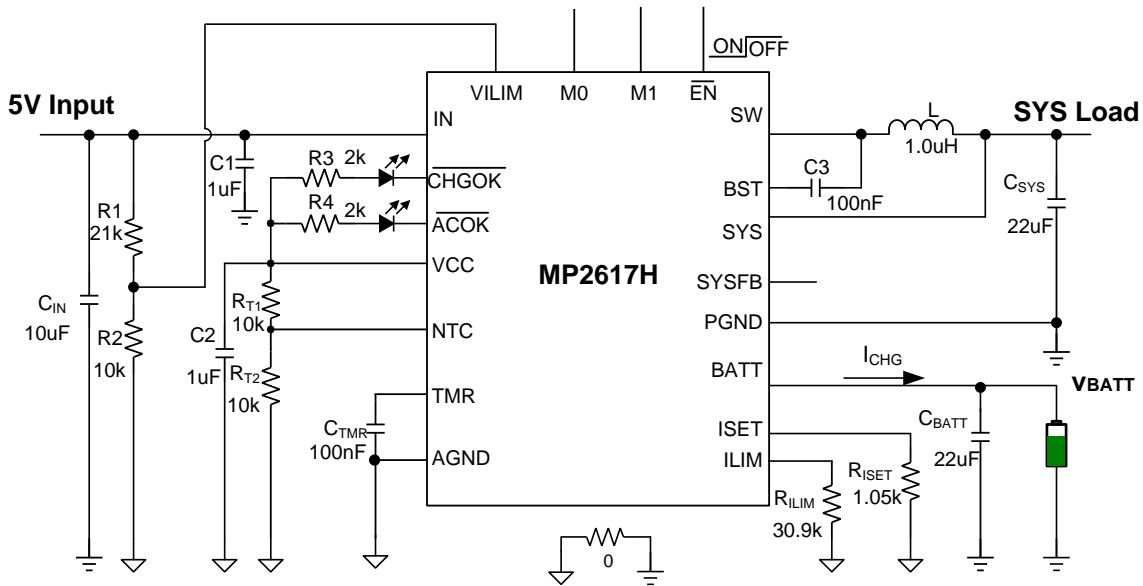 ON OFF
VILIM M0 M1 EN
5V Input
IN
SW
L
1.0uH
SYS Load
C1
1uF
R3 2k
CHGOK
R4 2k
ACOK
BST
C3
100nF
CSYS
22uF
R1
21k
SYS
VCC
MP2617H
SYSFB
CIN
10uF
RT1
10k
C2
1uF
NTC
PGND
R2
10k
RT2
10k
BATT
ICHG
VBATT
TMR
CTMR
100nF
ISET
CBATT
22uF
AGND
ILIM
RILIM
30.9k
RISET
1.05k
0